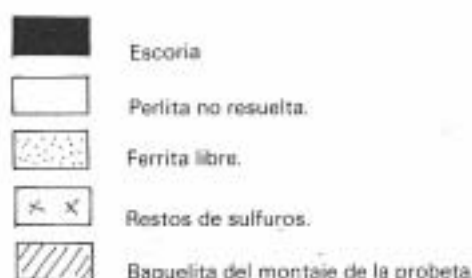 Escoria
Perlita no resuelta.
Ferrita libre.
Restos de sulfuros.
Baquelita del montaje de la probeta